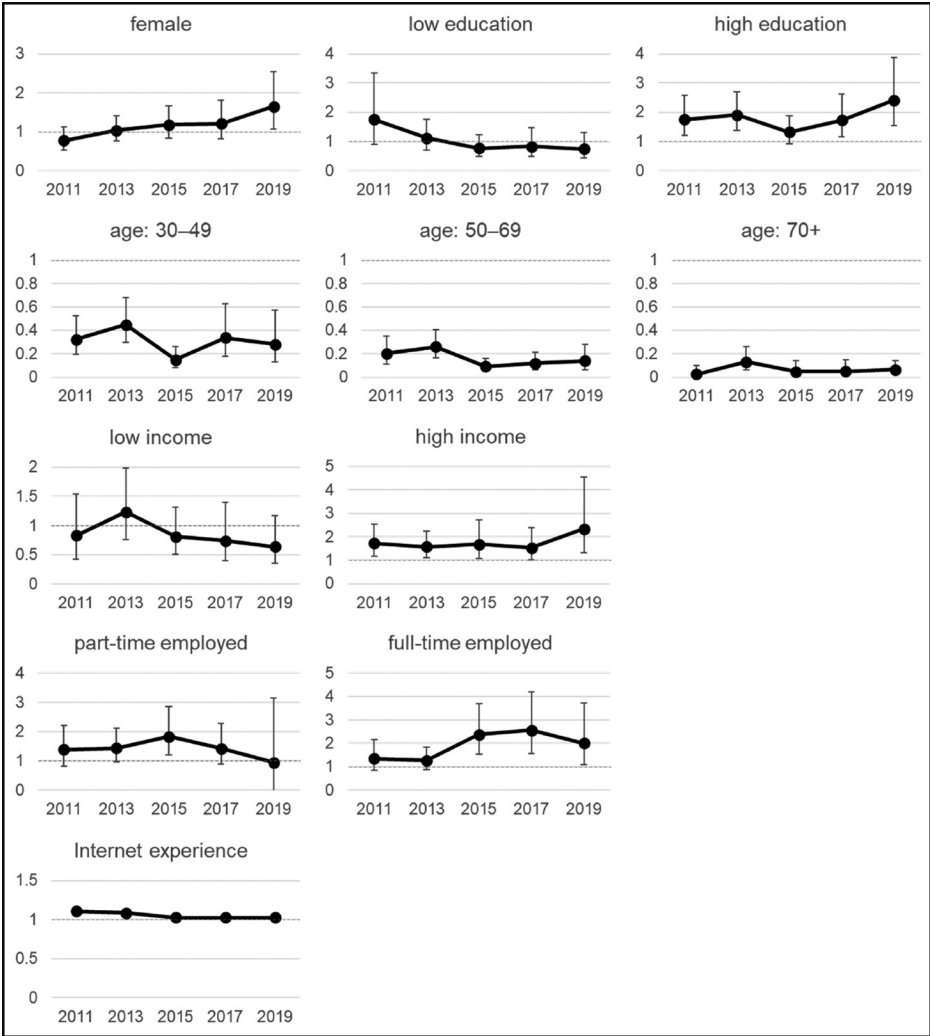 female
3
2
1
0
2011 2013 2015 2017 2019
low education
4
3
2
1
0
2011 2013 2015 2017 2019
high education
4
3
2
1
0
2011 2013 2015 2017 2019
age: 30–49
1
0.8
0.6
0.4
0.2
0
2011 2013 2015 2017 2019
age: 50–69
1
0.8
0.6
0.4
0.2
0
2011 2013 2015 2017 2019
age: 70+
1
0.8
0.6
0.4
0.2
0
2011 2013 2015 2017 2019
low income
2
1.5
1
0.5
0
2011 2013 2015 2017 2019
high income
5
4
3
2
1
0
2011 2013 2015 2017 2019
part-time employed
4
3
2
1
0
2011 2013 2015 2017 2019
full-time employed
5
4
3
2
1
0
2011 2013 2015 2017 2019
Internet experience
1.5
1
0.5
0
2011 2013 2015 2017 2019